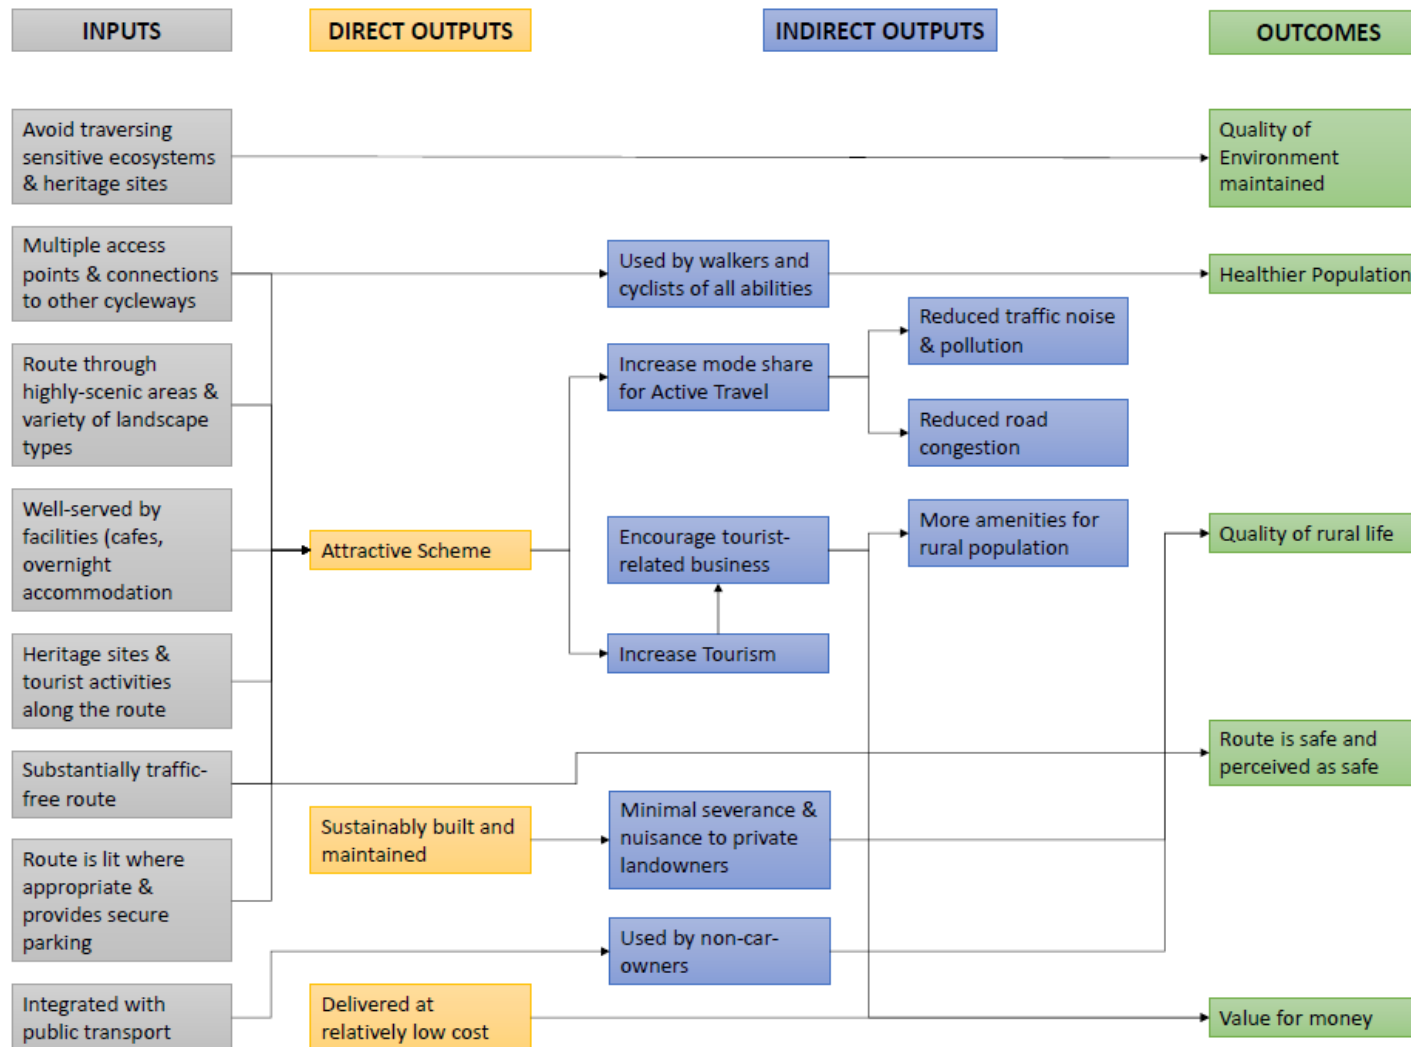 INPUTS
DIRECT OUTPUTS
INDIRECT OUTPUTS
OUTCOMES
Avoid traversing
sensitive ecosystems
& heritage sites
Quality of
Environment
maintained
Multiple access
points & connections
to other cycleways
Used by walkers and
cyclists of all abilities
Healthier Population
Route through
highly-scenic areas &
variety of landscape
types
Increase mode share
for Active Travel
Reduced traffic noise
& pollution
Reduced road
congestion
Well-served by
facilities (cafes,
overnight
accommodation
Attractive Scheme
Encourage tourist-
related business
More amenities for
rural population
Quality of rural life
Heritage sites &
tourist activities
along the route
Increase Tourism
Substantially traffic-
free route
Route is safe and
perceived as safe
Sustainably built and
maintained
Minimal severance &
nuisance to private
landowners
Route is lit where
appropriate &
provides secure
parking
Used by non-car-
owners
Integrated with
public transport
Delivered at
relatively low cost
Value for money